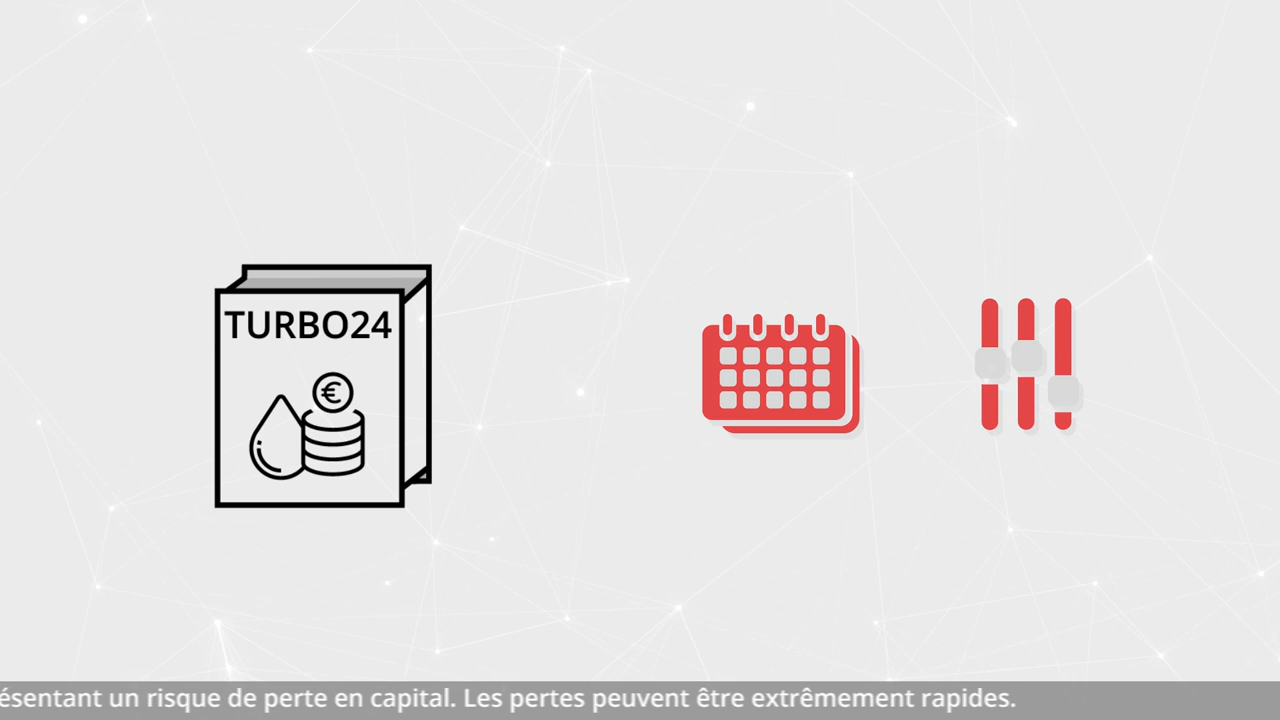 TURBO24
€
ésentant un risque de perte en capital. Les pertes peuvent être extrêmement rapides.